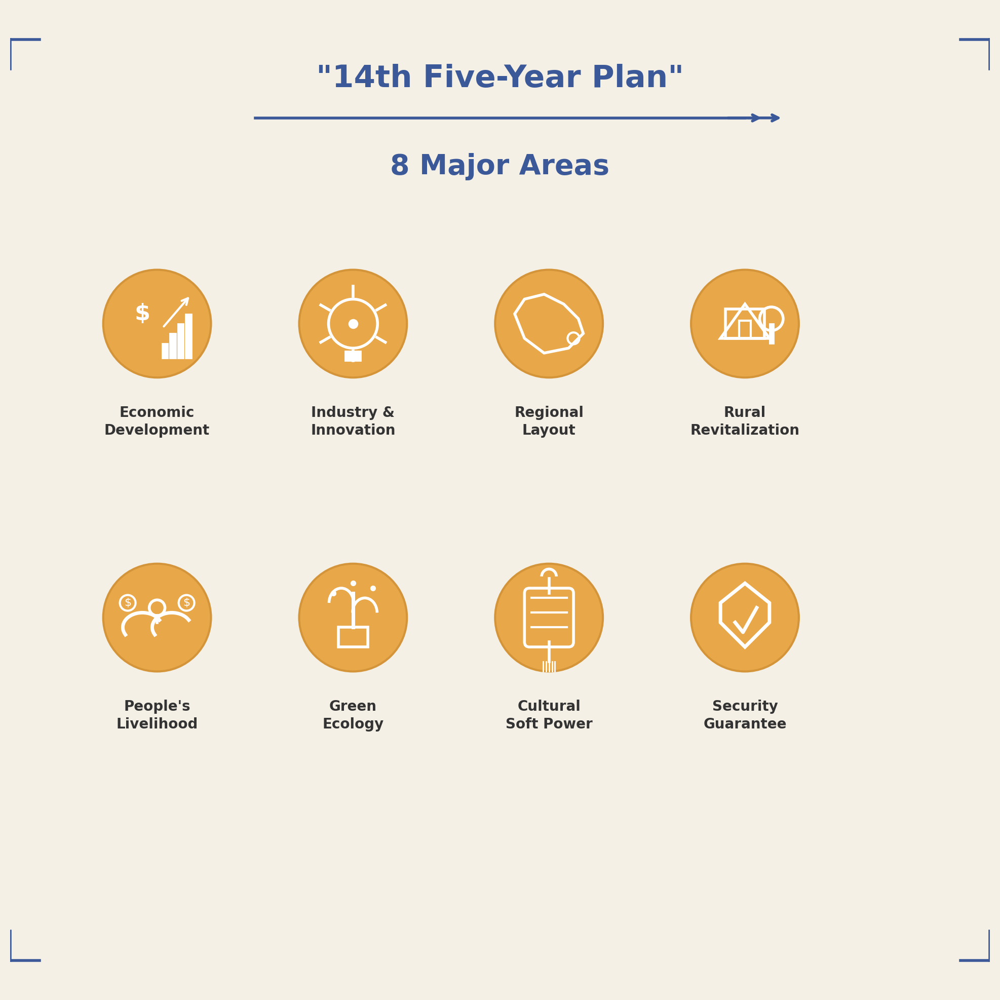 "14th Five-Year Plan"
8 Major Areas
$
Economic
Development
Industry &
Innovation
Regional
Layout
Rural
Revitalization
$ $
People's
Livelihood
Green
Ecology
Cultural
Soft Power
Security
Guarantee